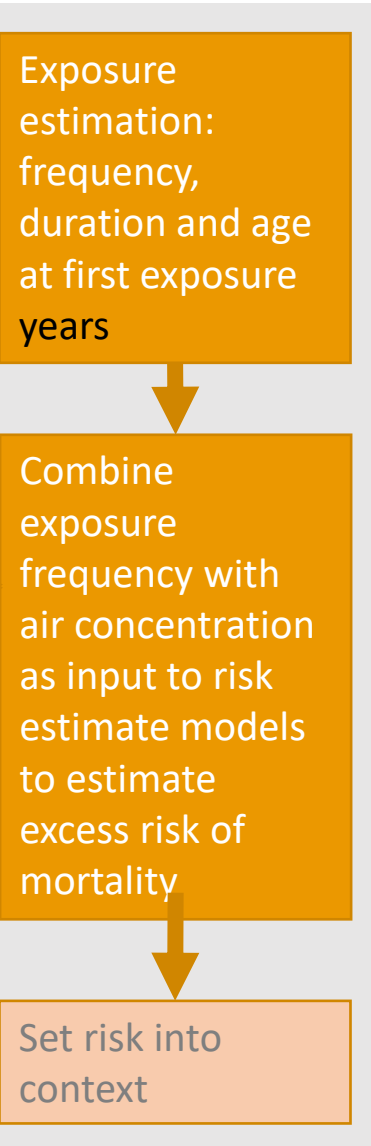 Exposure
estimation:
frequency,
duration and age
at first exposure
years
Combine
exposure
frequency with
air concentration
as input to risk
estimate models
to estimate
excess risk of
mortality
Set risk into
context